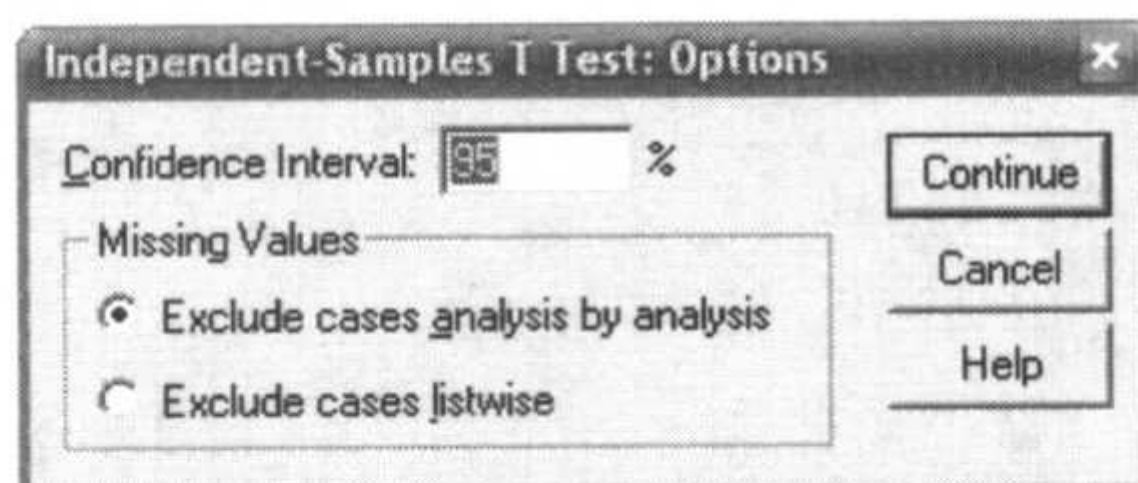 Independent-Samples T Test: Options
Confidence Interval: 95 %
Continue
Missing Values
Cancel
Exclude cases analysis by analysis
Help
Exclude cases listwise